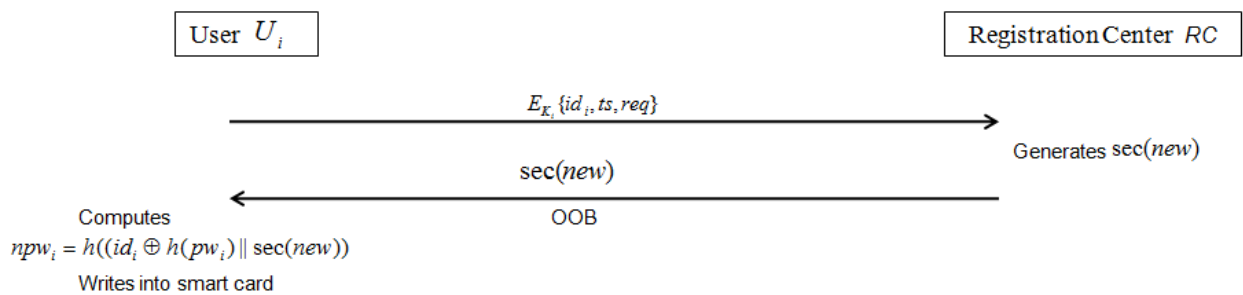 User U_i
Registration Center RC
E_{K_i}{id_i, ts, req}
Generates sec(new)
sec(new)
OOB
Computes
npw_i = h((id_i ⊕ h(pw_i) || sec(new))
Writes into smart card